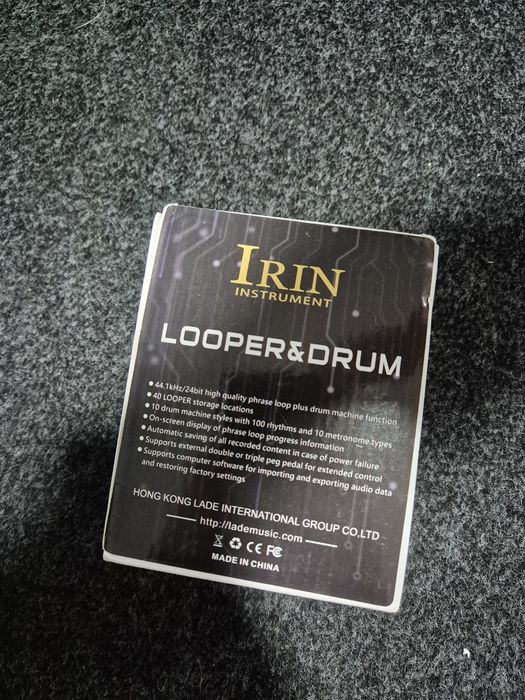 IRIN
INSTRUMENT
LOOPER&DRUM
● 44.1kHz/24bit high quality phrase loop plus drum machine function
● 40 LOOPER storage locations
● 10 drum machine styles with 100 rhythms and 10 metronome types
● On-screen display of phrase loop progress information
● Automatic saving of all recorded content in case of power failure
● Supports external double or triple peg pedal for extended control
● Supports computer software for importing and exporting audio data
and restoring factory settings
HONG KONG LADE INTERNATIONAL GROUP CO.,LTD
http://lademusic.com
CE FC
MADE IN CHINA